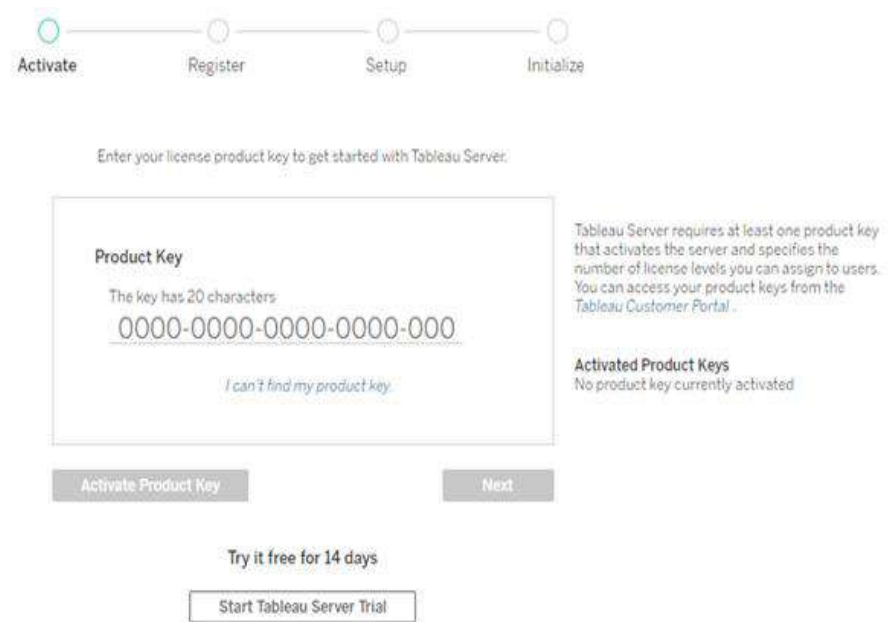 Activate
Register
Setup
Initialize
Enter your license product key to get started with Tableau Server.
Product Key
The key has 20 characters
0000-0000-0000-0000-000
I can't find my product key.
Tableau Server requires at least one product key
that activates the server and specifies the
number of license levels you can assign to users.
You can access your product keys from the
Tableau Customer Portal .
Activated Product Keys
No product key currently activated
Activate Product Key
Next
Try it free for 14 days
Start Tableau Server Trial